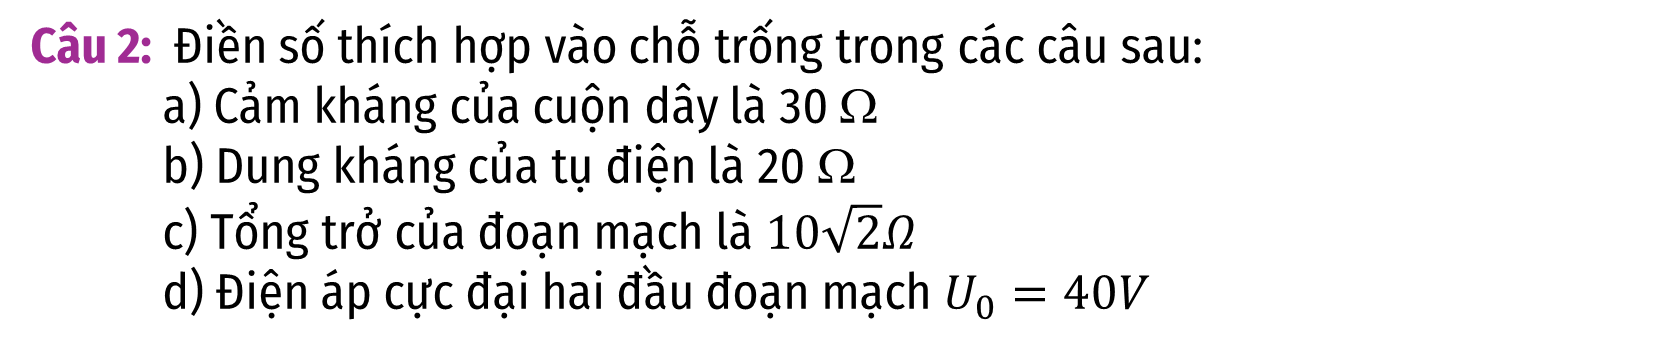 Câu 2: Điền số thích hợp vào chỗ trống trong các câu sau:
a) Cảm kháng của cuộn dây là 30 Ω
b) Dung kháng của tụ điện là 20 Ω
c) Tổng trở của đoạn mạch là 10√2Ω
d) Điện áp cực đại hai đầu đoạn mạch U₀ = 40V